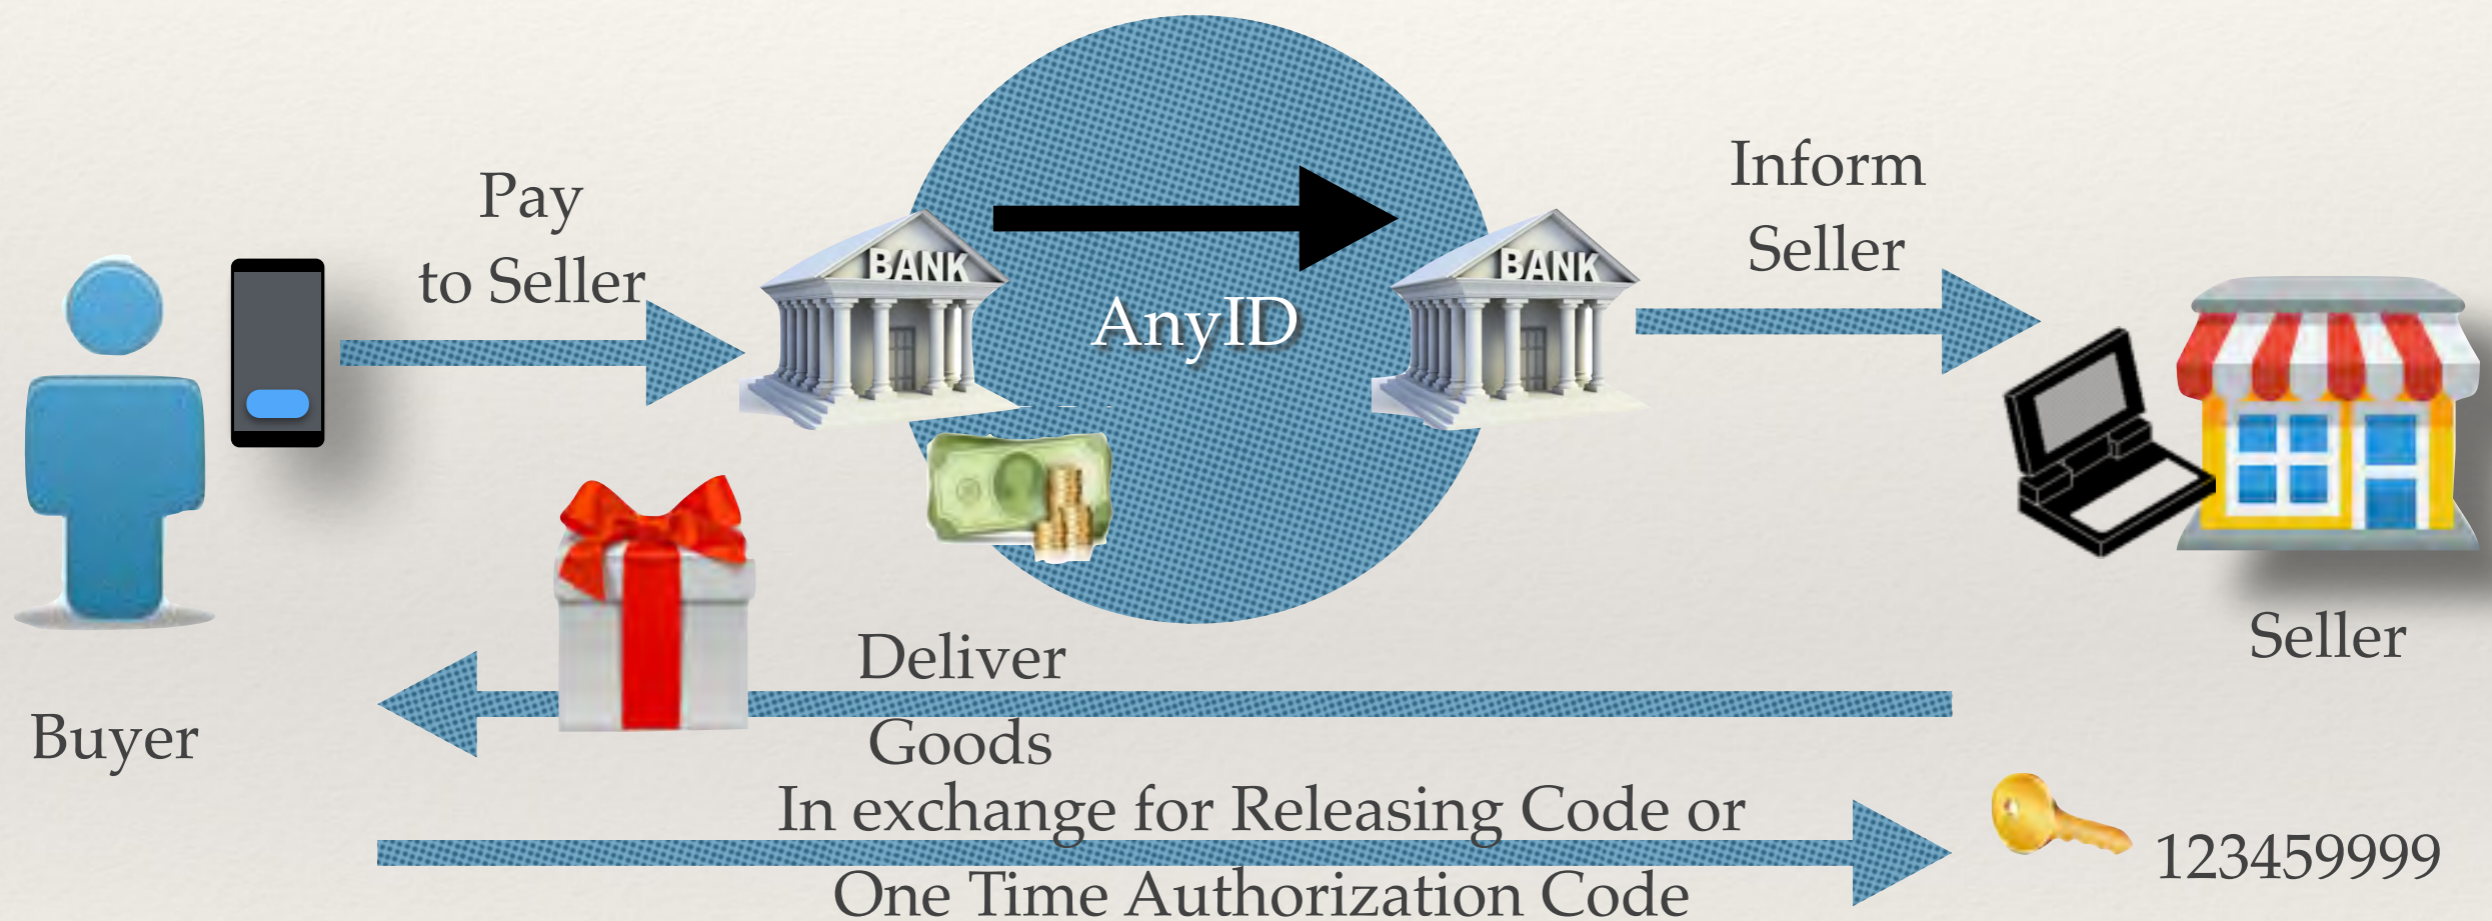 Pay
to Seller
BANK
AnyID
BANK
Inform
Seller
Seller
Buyer
Deliver
Goods
In exchange for Releasing Code or
One Time Authorization Code
123459999